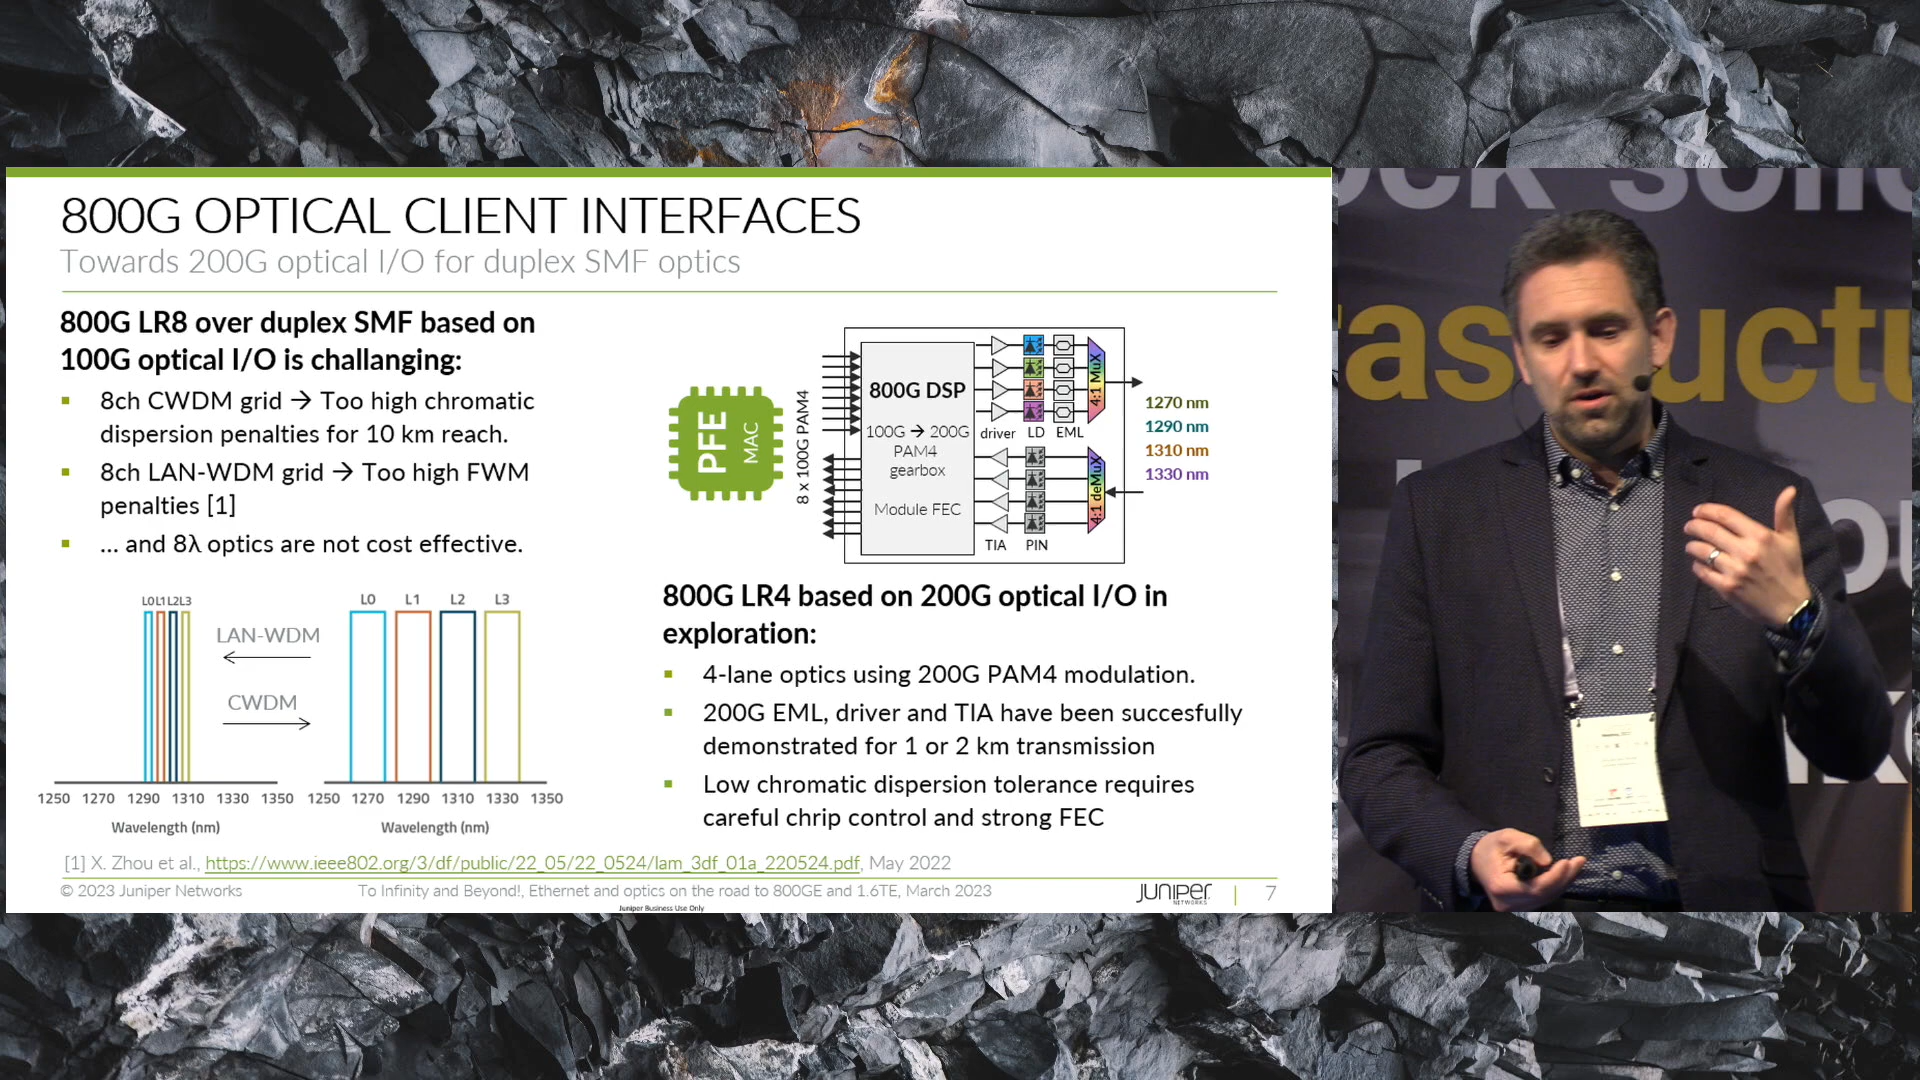 800G OPTICAL CLIENT INTERFACES
Towards 200G optical I/O for duplex SMF optics
800G LR8 over duplex SMF based on
100G optical I/O is challanging:
▪ 8ch CWDM grid → Too high chromatic
dispersion penalties for 10 km reach.
▪ 8ch LAN-WDM grid → Too high FWM
penalties [1]
▪ ... and 8λ optics are not cost effective.
L0 L1 L2 L3
LAN-WDM
CWDM
1250 1270 1290 1310 1330 1350
Wavelength (nm)
L0 L1 L2 L3
1250 1270 1290 1310 1330 1350
Wavelength (nm)
PFE
MAC
8 x 100G PAM4
800G DSP
100G → 200G
PAM4
gearbox
Module FEC
driver LD EML
4:1 MuX
TIA PIN
4:1 deMuX
1270 nm
1290 nm
1310 nm
1330 nm
800G LR4 based on 200G optical I/O in
exploration:
▪ 4-lane optics using 200G PAM4 modulation.
▪ 200G EML, driver and TIA have been succesfully
demonstrated for 1 or 2 km transmission
▪ Low chromatic dispersion tolerance requires
careful chrip control and strong FEC
[1] X. Zhou et al., https://www.ieee802.org/3/df/public/22_05/22_0524/lam_3df_01a_220524.pdf, May 2022
© 2023 Juniper Networks
To Infinity and Beyond!, Ethernet and optics on the road to 800GE and 1.6TE, March 2023
Juniper Business Use Only
JUNIPER
NETWORKS
7